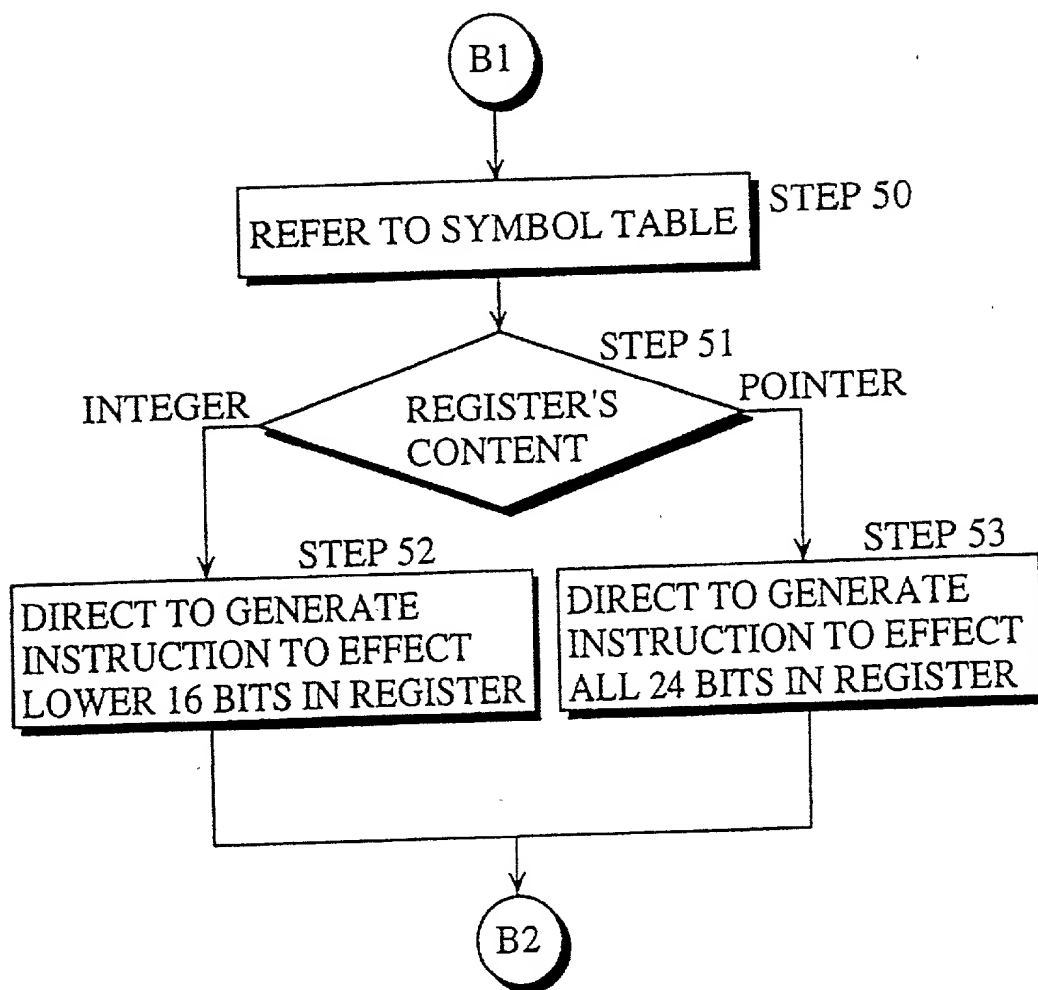 B1
STEP 50
REFER TO SYMBOL TABLE
STEP 51
INTEGER
POINTER
REGISTER'S
CONTENT
STEP 52
DIRECT TO GENERATE
INSTRUCTION TO EFFECT
LOWER 16 BITS IN REGISTER
STEP 53
DIRECT TO GENERATE
INSTRUCTION TO EFFECT
ALL 24 BITS IN REGISTER
B2